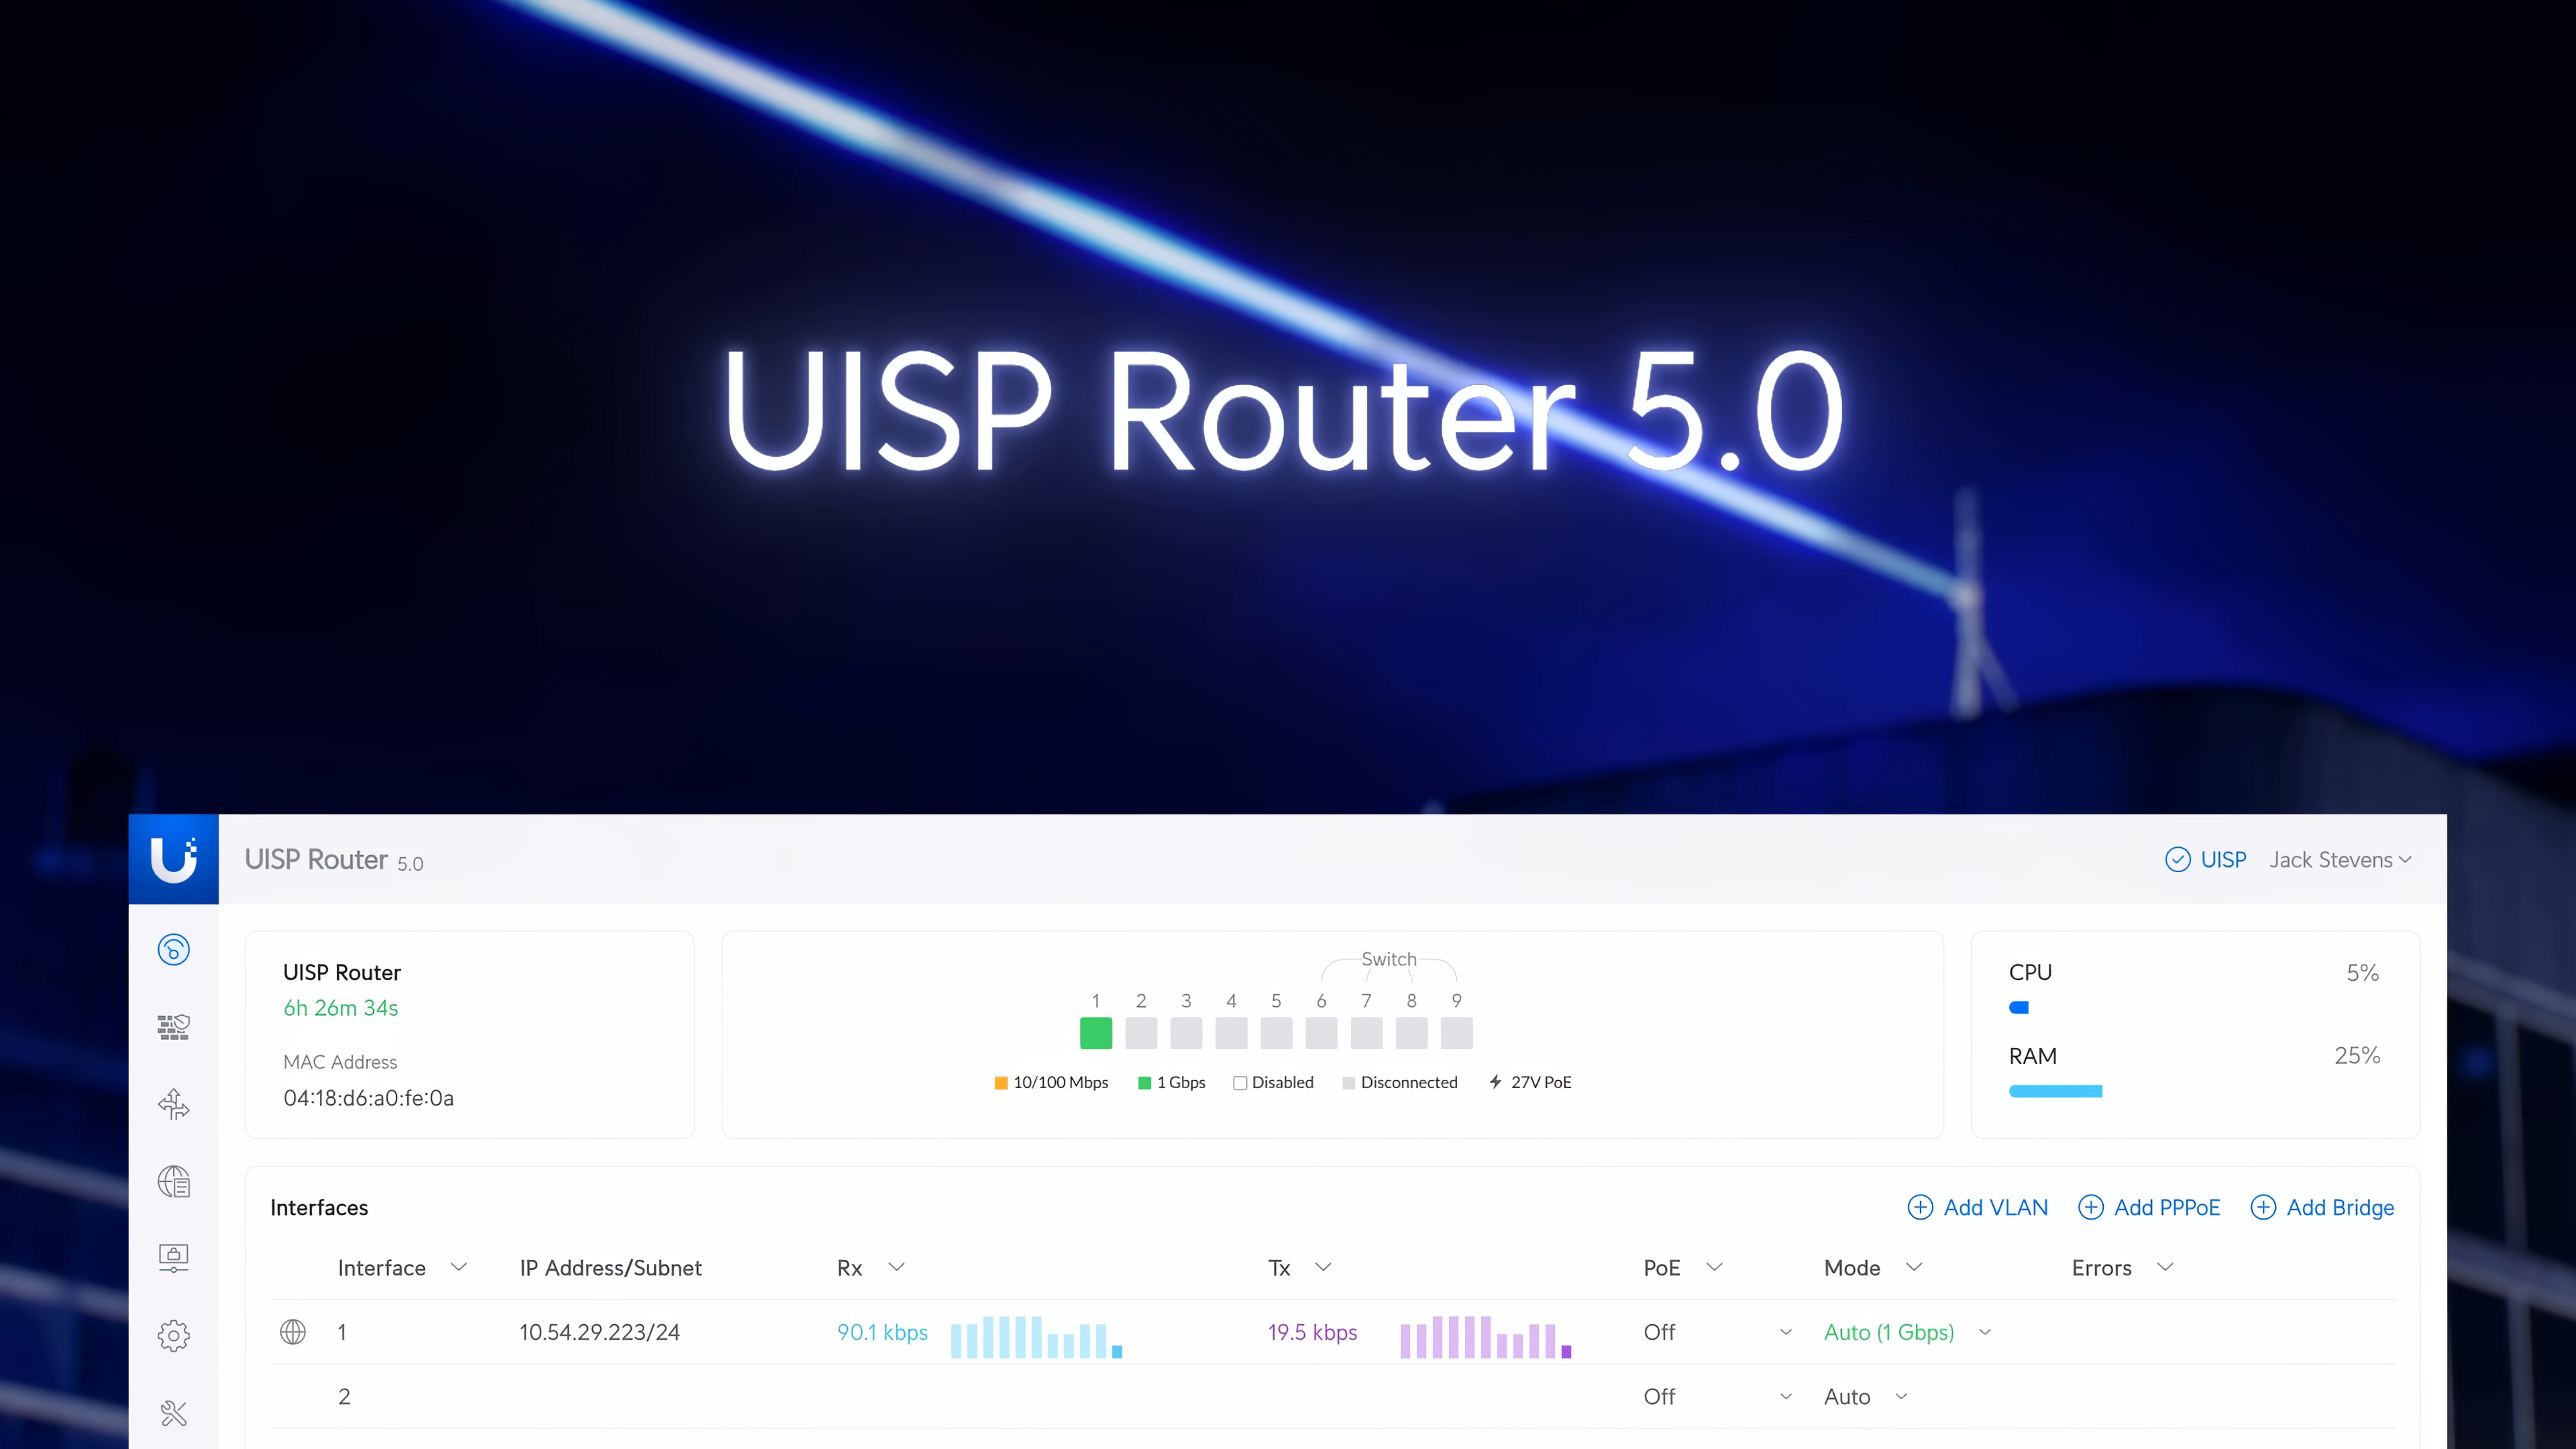 UISP Router 5.0
UISP Router 5.0
UISP
Jack Stevens
UISP Router
6h 26m 34s
MAC Address
04:18:d6:a0:fe:0a
Switch
1 2 3 4 5 6 7 8 9
10/100 Mbps 1 Gbps Disabled Disconnected 27V PoE
CPU 5%
RAM 25%
Interfaces
Add VLAN Add PPPoE Add Bridge
Interface IP Address/Subnet Rx Tx PoE Mode Errors
1 10.54.29.223/24 90.1 kbps 19.5 kbps Off Auto (1 Gbps)
2 Off Auto